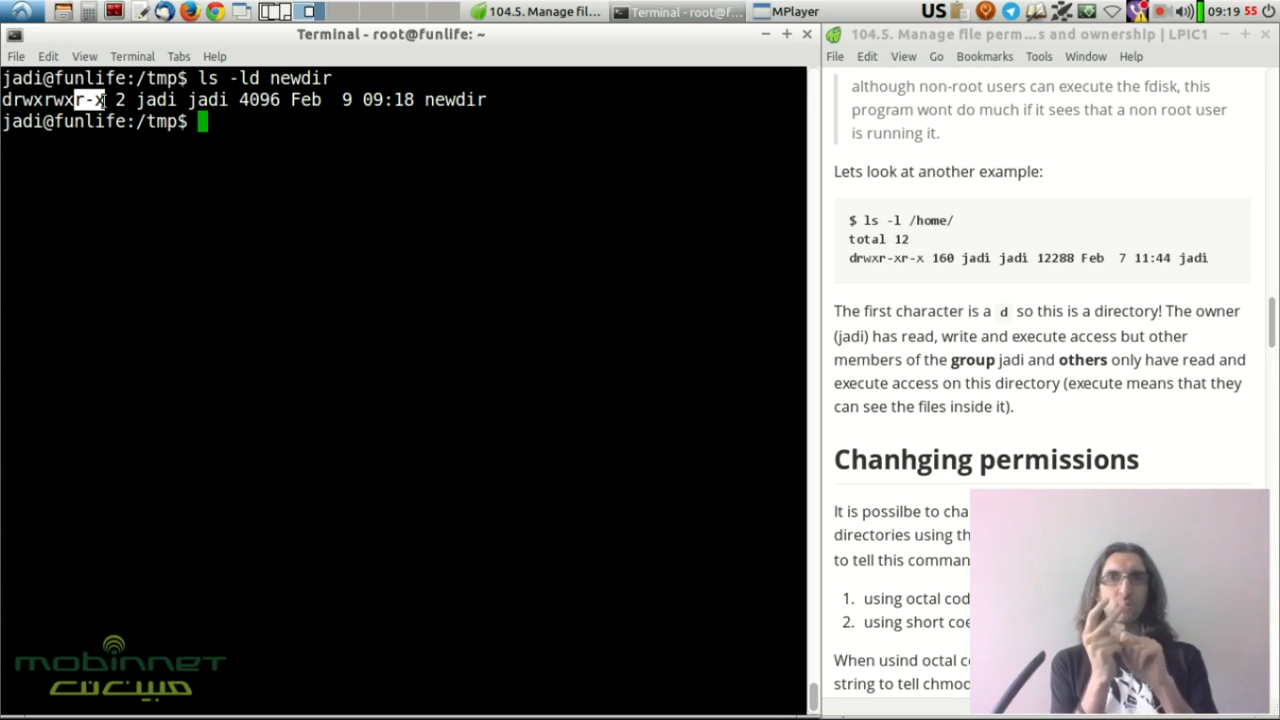 104.5. Manage fil...
Terminal - root@f...
MPlayer
US
09:19 55
Terminal - root@funlife: ~
File Edit View Terminal Tabs Help
jadi@funlife:/tmp$ ls -ld newdir
drwxrwxr-x 2 jadi jadi 4096 Feb  9 09:18 newdir
jadi@funlife:/tmp$
104.5. Manage file perm...s and ownership | LPIC1
File Edit View Go Bookmarks Tools Window Help
although non-root users can execute the fdisk, this
program wont do much if it sees that a non root user
is running it.
Lets look at another example:
$ ls -l /home/
total 12
drwxr-xr-x 160 jadi jadi 12288 Feb  7 11:44 jadi
The first character is a d so this is a directory! The owner
(jadi) has read, write and execute access but other
members of the group jadi and others only have read and
execute access on this directory (execute means that they
can see the files inside it).
Chanhging permissions
It is possilbe to cha
directories using th
to tell this comman
1. using octal cod
2. using short coe
When usind octal c
string to tell chmod
mobinnet
مبین‌نت